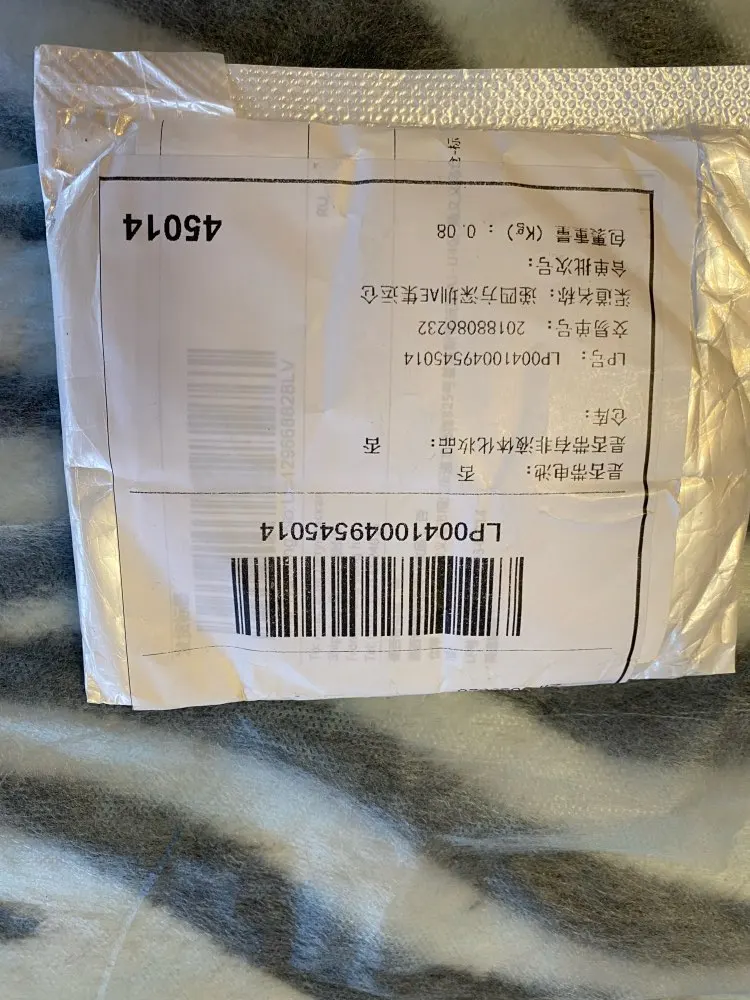 LP00410049545014
是否带电池: 否
是否带有非液体化妆品: 否
仓库:
LP号: LP00410049545014
交易单号: 20188086232
渠道名称: 递四方深圳AE集运仓
合单批次号:
包裹重量 (Kg) : 0.08
45014